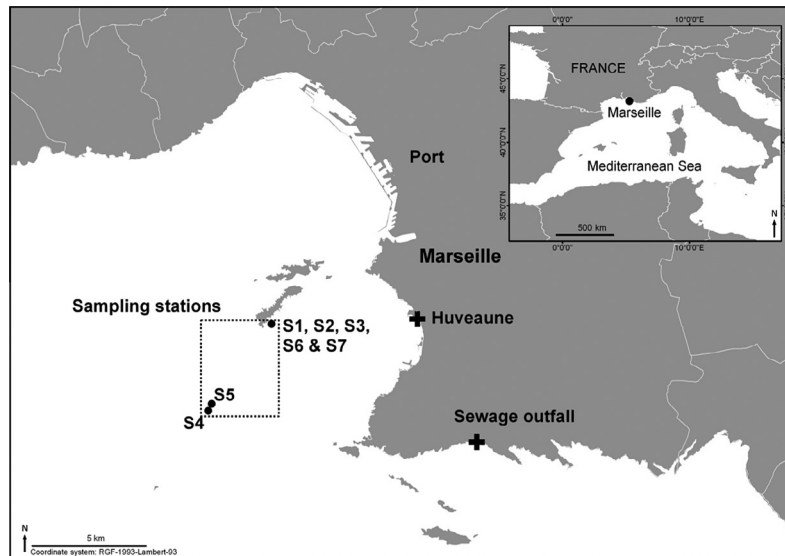 0°0'0"
10°0'0"E
FRANCE
45°0'0"N
Marseille
40°0'0"N
Mediterranean Sea
35°0'0"N
500 km
N
0°0'0"
10°0'0"E
Port
Marseille
Sampling stations
S1, S2, S3,
S6 & S7
Huveaune
S5
S4
Sewage outfall
N
5 km
Coordinate system: RGF-1993-Lambert-93